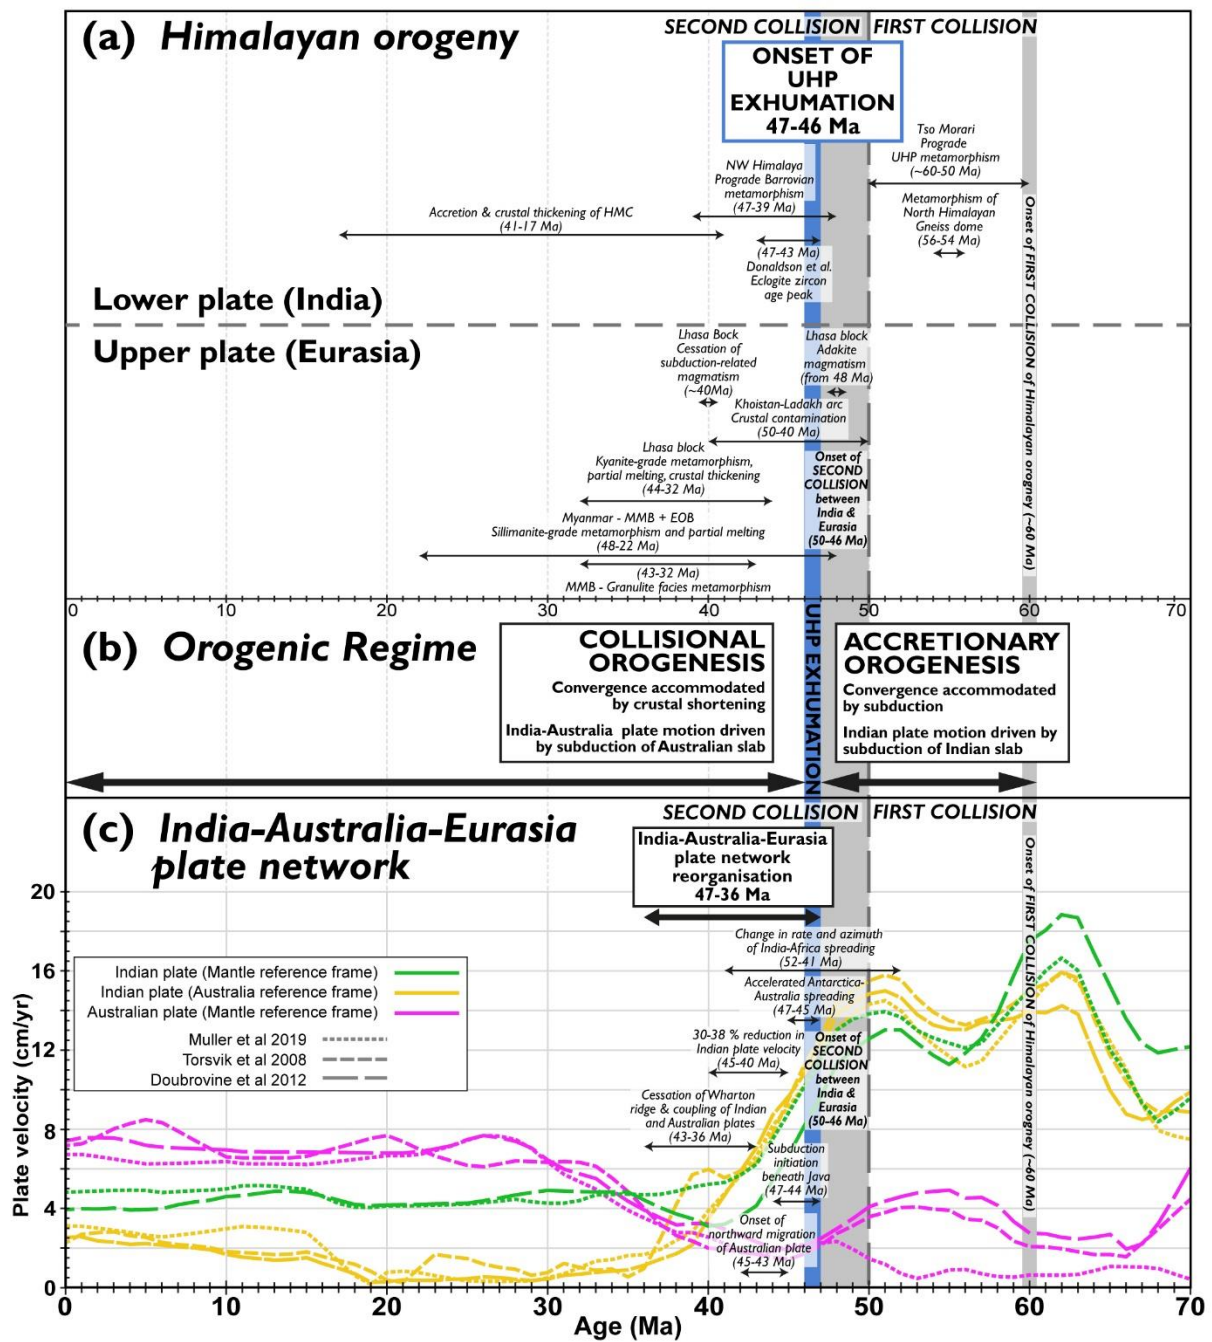 (a) Himalayan orogeny
SECOND COLLISION
FIRST COLLISION
ONSET OF
UHP
EXHUMATION
47-46 Ma
Tso Morari
Prograde
UHP metamorphism
(~60-50 Ma)
NW Himalaya
Prograde Barrovian
metamorphism
(47-39 Ma)
Metamorphism of
North Himalayan
Gneiss dome
(56-54 Ma)
Accretion & crustal thickening of HMC
(41-17 Ma)
(47-43 Ma)
Donaldson et al.
Eclogite zircon
age peak
Onset of FIRST COLLISION of Himalayan orogney (~60 Ma)
Lower plate (India)
Upper plate (Eurasia)
Lhasa Bock
Cessation of
subduction-related
magmatism
(~40Ma)
Lhasa block
Adakite
magmatism
(from 48 Ma)
Khoistan-Ladakh arc
Crustal contamination
(50-40 Ma)
Lhasa block
Kyanite-grade metamorphism,
partial melting, crustal thickening
(44-32 Ma)
Onset of
SECOND
COLLISION
between
India &
Eurasia
(50-46 Ma)
Myanmar - MMB + EOB
Sillimanite-grade metamorphism and partial melting
(48-22 Ma)
(43-32 Ma)
MMB - Granulite facies metamorphism
0 10 20 30 40 50 60 70
(b) Orogenic Regime
COLLISIONAL
OROGENESIS
Convergence accommodated
by crustal shortening
India-Australia plate motion driven
by subduction of Australian slab
UHP EXHUMATION
ACCRETIONARY
OROGENESIS
Convergence accommodated
by subduction
Indian plate motion driven by
subduction of Indian slab
(c) India-Australia-Eurasia
plate network
SECOND COLLISION
FIRST COLLISION
India-Australia-Eurasia
plate network
reorganisation
47-36 Ma
Change in rate and azimuth
of India-Africa spreading
(52-41 Ma)
Accelerated Antarctica-
Australia spreading
(47-45 Ma)
30-38 % reduction in
Indian plate velocity
(45-40 Ma)
Onset of
SECOND
COLLISION
between
India &
Eurasia
(50-46 Ma)
Cessation of Wharton
ridge & coupling of Indian
and Australian plates
(43-36 Ma)
Subduction
initiation
beneath Java
(47-44 Ma)
Onset of
northward migration
of Australian plate
(45-43 Ma)
Onset of FIRST COLLISION of Himalayan orogney (~60 Ma)
Indian plate (Mantle reference frame)
Indian plate (Australia reference frame)
Australian plate (Mantle reference frame)
Muller et al 2019
Torsvik et al 2008
Doubrovine et al 2012
Plate velocity (cm/yr)
20
16
12
8
4
0
0 10 20 30 40 50 60 70
Age (Ma)